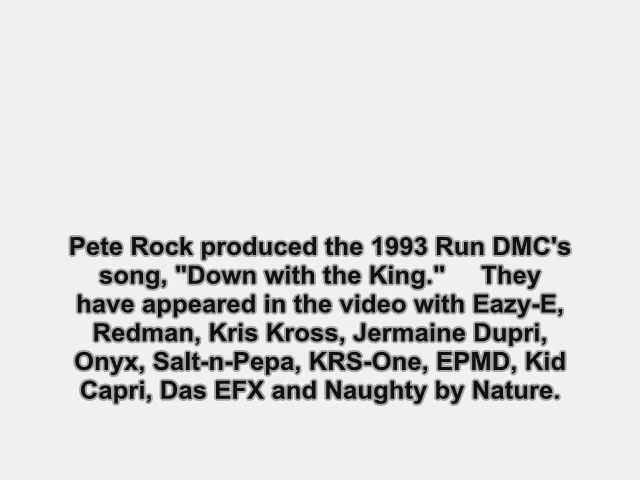 Pete Rock produced the 1993 Run DMC's
song, "Down with the King."     They
have appeared in the video with Eazy-E,
Redman, Kris Kross, Jermaine Dupri,
Onyx, Salt-n-Pepa, KRS-One, EPMD, Kid
Capri, Das EFX and Naughty by Nature.